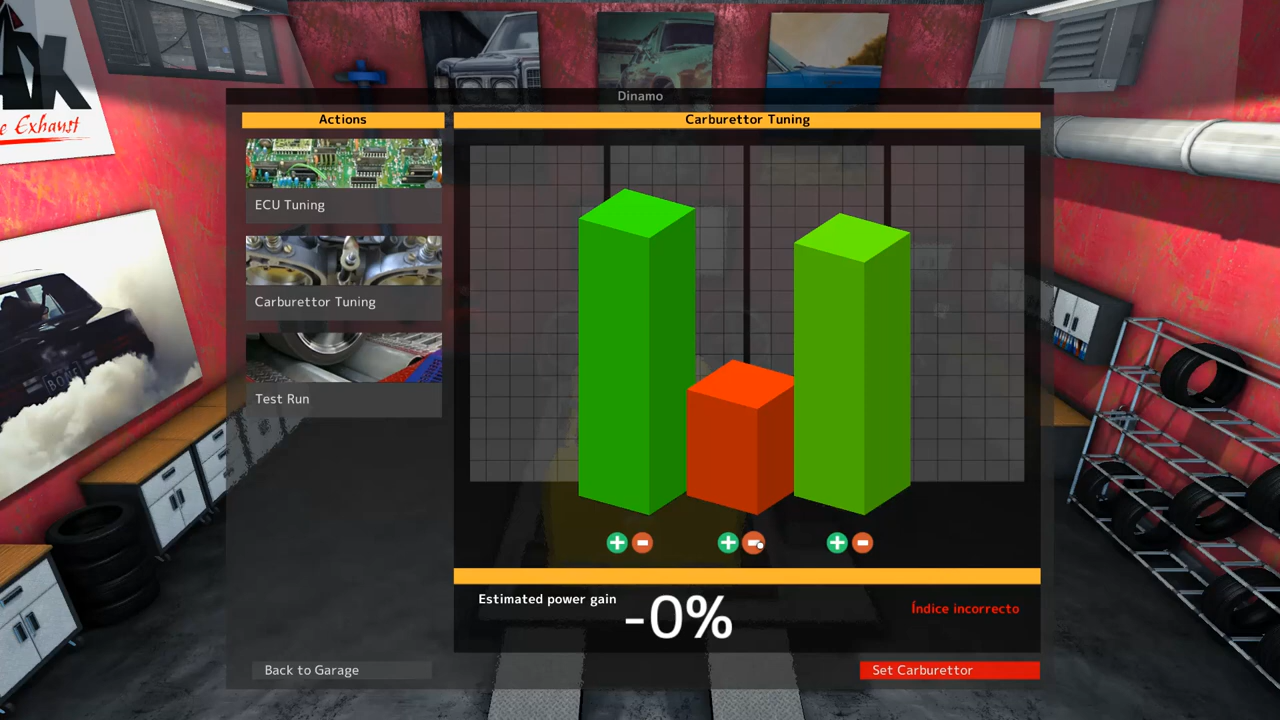 Dinamo
Actions
Carburettor Tuning
ECU Tuning
Carburettor Tuning
Test Run
Estimated power gain
-0%
Índice incorrecto
Back to Garage
Set Carburettor
e Exhaust